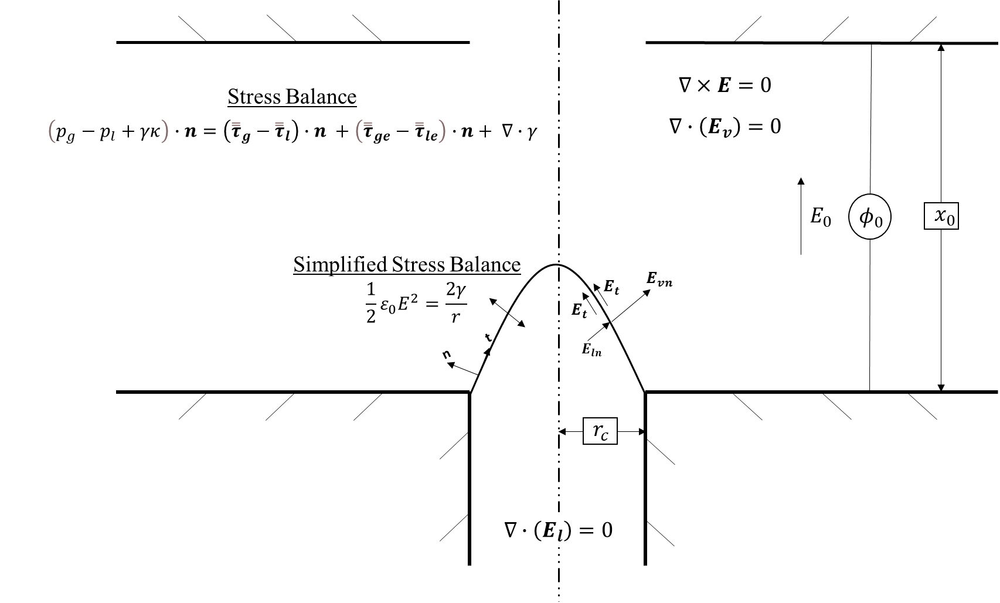 Stress Balance
(p_g − p_l + γκ) · n = (τ̿_g − τ̿_l) · n + (τ̿_ge − τ̿_le) · n + ∇ · γ
∇ × E = 0
∇ · (E_v) = 0
E_0
ϕ_0
x_0
Simplified Stress Balance
1/2 ε_0 E² = 2γ/r
E_vn
E_t
E_t
E_ln
t
n
r_c
∇ · (E_l) = 0